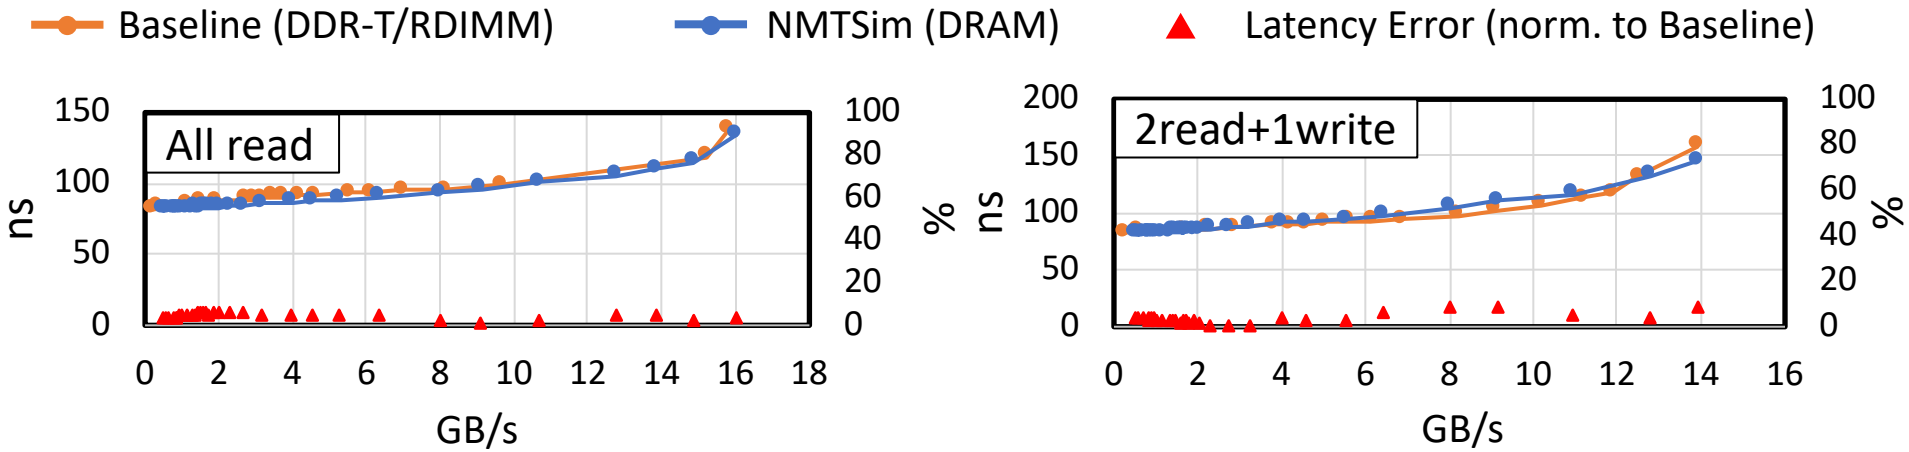 Baseline (DDR-T/RDIMM) NMTSim (DRAM) Latency Error (norm. to Baseline)
All read
150
100
50
0
ns
100
80
60
40
20
0
%
0 2 4 6 8 10 12 14 16 18
GB/s
2read+1write
200
150
100
50
0
ns
100
80
60
40
20
0
%
0 2 4 6 8 10 12 14 16
GB/s